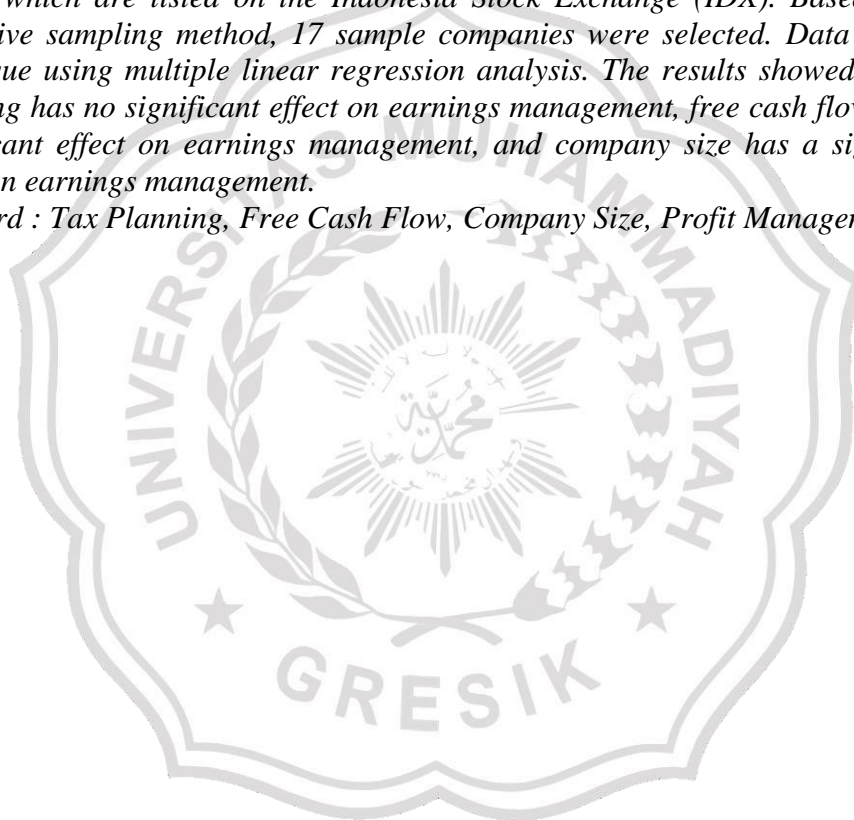 which are listed on the Indonesia Stock Exchange (IDX). Base
ive sampling method, 17 sample companies were selected. Data
ue using multiple linear regression analysis. The results showed
g has no significant effect on earnings management, free cash flow
ant effect on earnings management, and company size has a si
n earnings management.
rd : Tax Planning, Free Cash Flow, Company Size, Profit Manage
UNIVERSITAS MUHAMMADIYAH
GRESIK